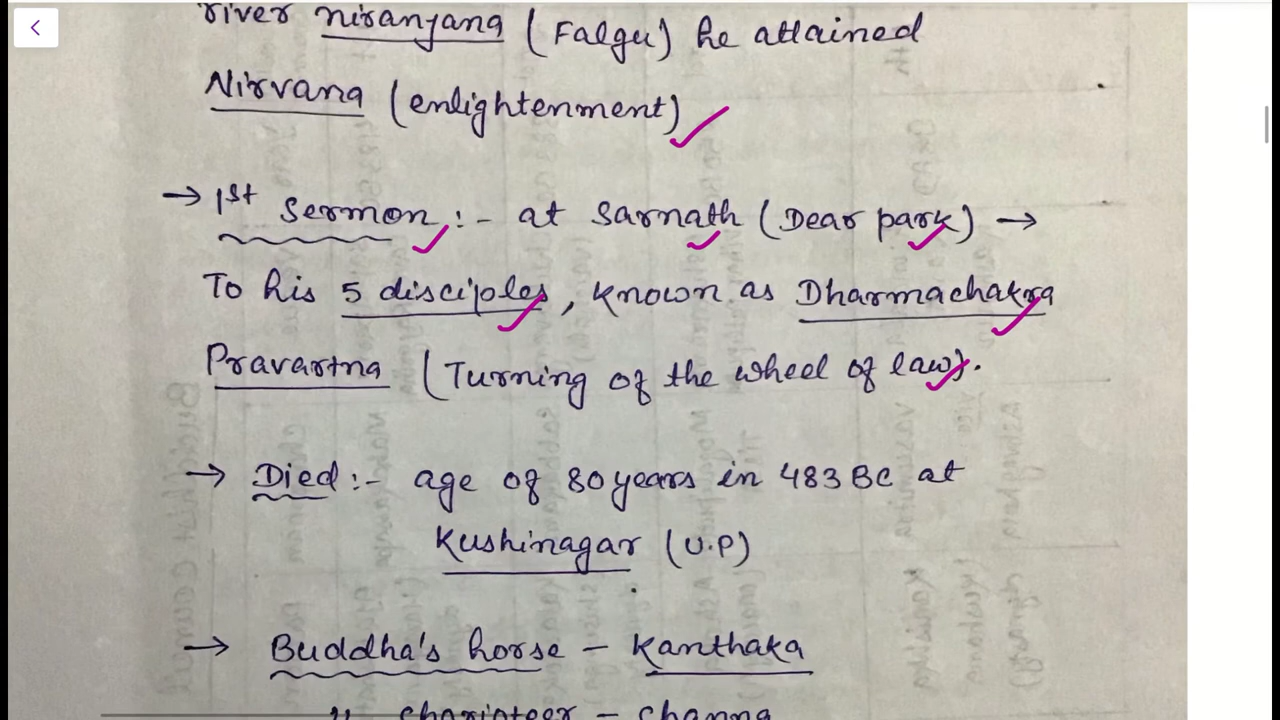 river niranjana (Falgu) he attained
Nirvana (enlightenment)
→ 1st Sermon :- at Sarnath (Dear park) →
To his 5 disciples, known as Dharmachakra
Pravartna (Turning of the wheel of law).
→ Died :- age of 80 years in 483 BC at
Kushinagar (U.P)
→ Buddha's horse - Kanthaka
" charioteer - channa